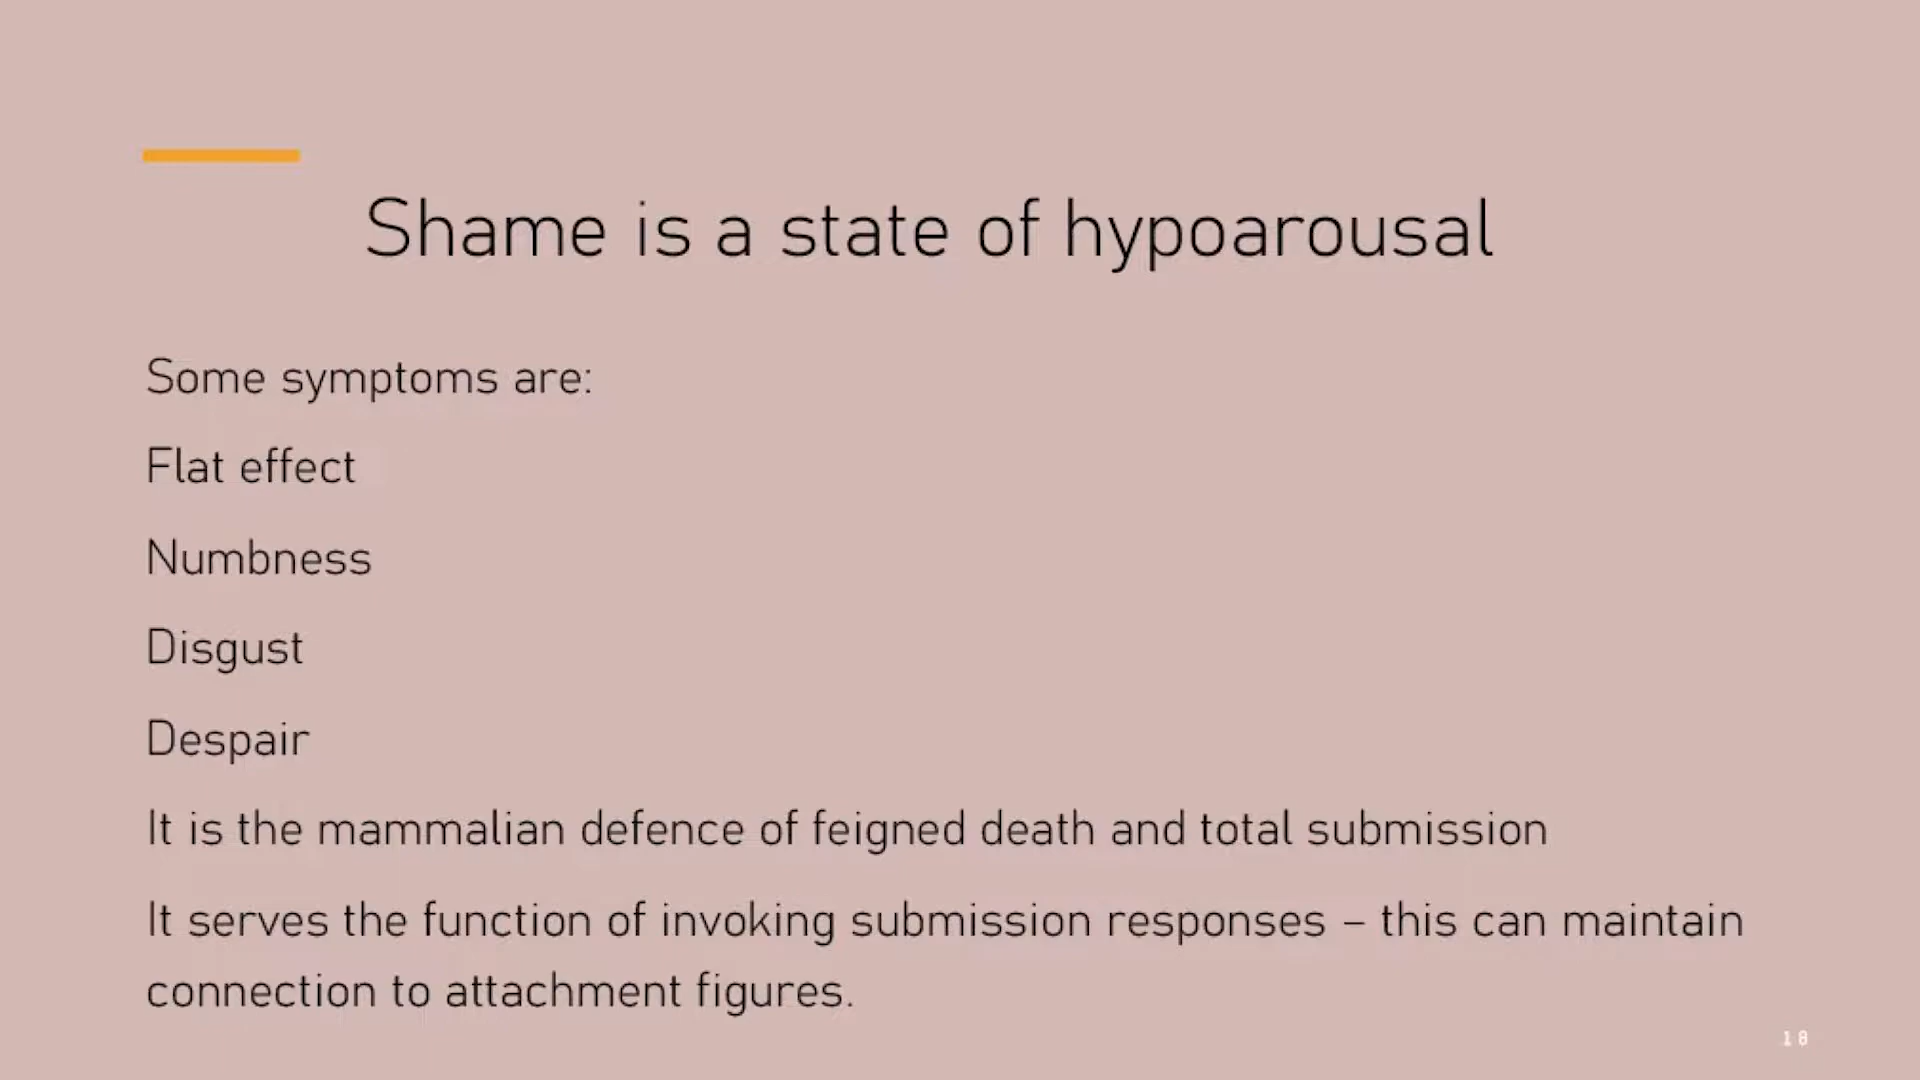 Shame is a state of hypoarousal
Some symptoms are:
Flat effect
Numbness
Disgust
Despair
It is the mammalian defence of feigned death and total submission
It serves the function of invoking submission responses – this can maintain
connection to attachment figures.
18